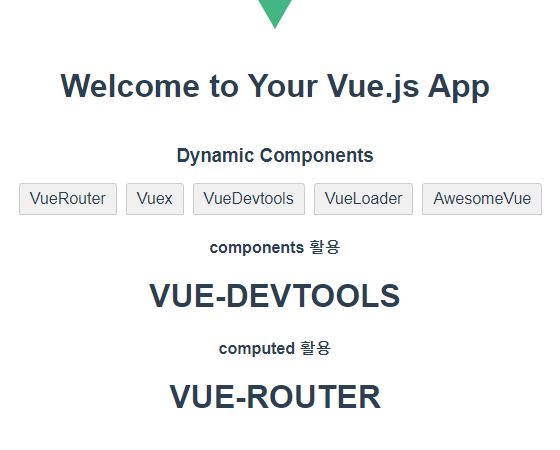 Welcome to Your Vue.js App
Dynamic Components
VueRouter Vuex VueDevtools VueLoader AwesomeVue
components 활용
VUE-DEVTOOLS
computed 활용
VUE-ROUTER